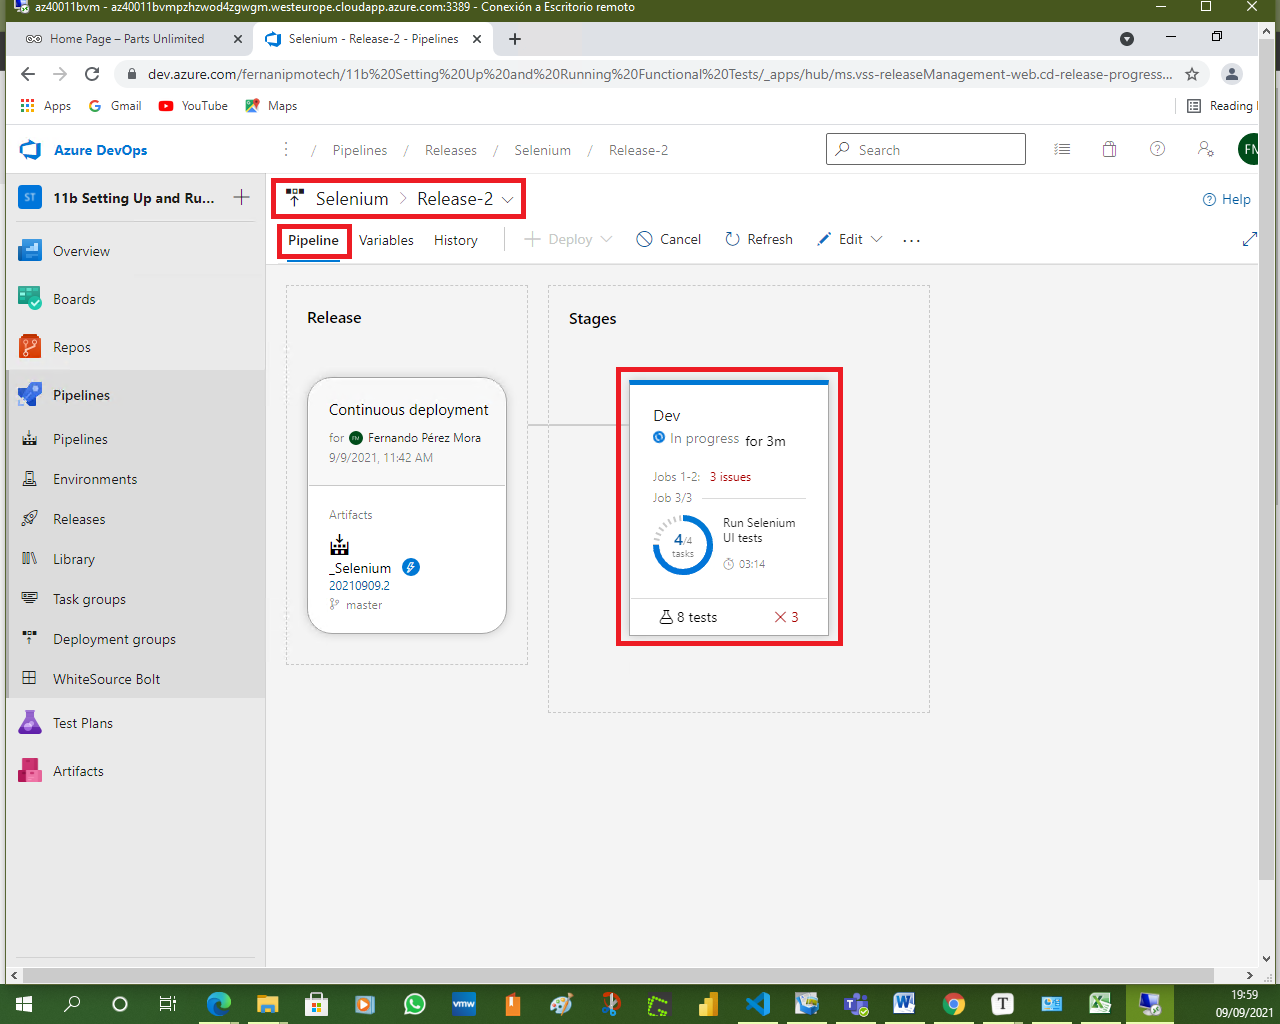 az40011bvm - az40011bvmpzhzwod4zgwgm.westeurope.cloudapp.azure.com:3389 - Conexión a Escritorio remoto
Home Page – Parts Unlimited
Selenium - Release-2 - Pipelines
dev.azure.com/fernanipmotech/11b%20Setting%20Up%20and%20Running%20Functional%20Tests/_apps/hub/ms.vss-releaseManagement-web.cd-release-progress...
Apps
Gmail
YouTube
Maps
Reading
Azure DevOps
/ Pipelines / Releases / Selenium / Release-2
Search
FM
ST
11b Setting Up and Ru...
Selenium > Release-2
Help
Pipeline
Variables
History
Deploy
Cancel
Refresh
Edit
...
Overview
Boards
Repos
Pipelines
Pipelines
Environments
Releases
Library
Task groups
Deployment groups
WhiteSource Bolt
Test Plans
Artifacts
Release
Continuous deployment
for FM Fernando Pérez Mora
9/9/2021, 11:42 AM
Artifacts
_Selenium
20210909.2
master
Stages
Dev
In progress for 3m
Jobs 1-2: 3 issues
Job 3/3
4/4
tasks
Run Selenium
UI tests
03:14
8 tests
3
vmw
T
19:59
09/09/2021